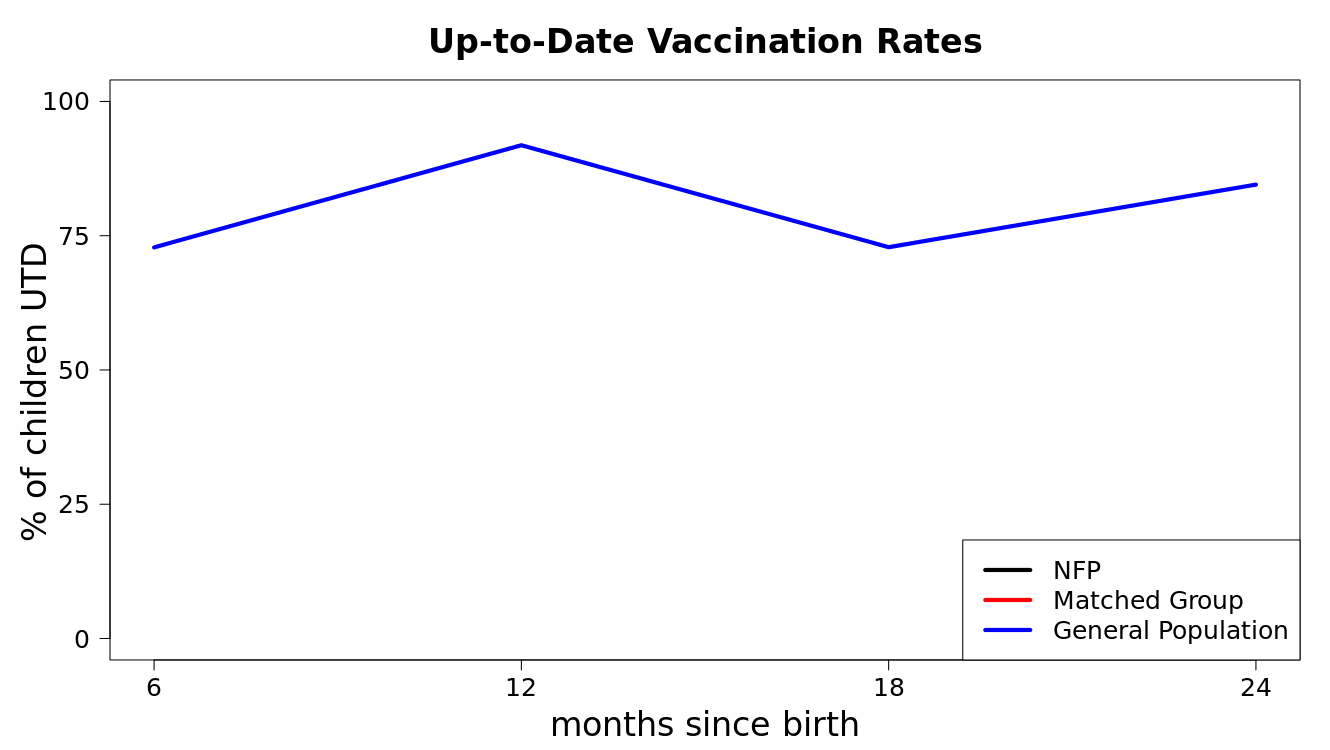 Up-to-Date Vaccination Rates
% of children UTD
100
75
50
25
0
NFP
Matched Group
General Population
6 12 18 24
months since birth